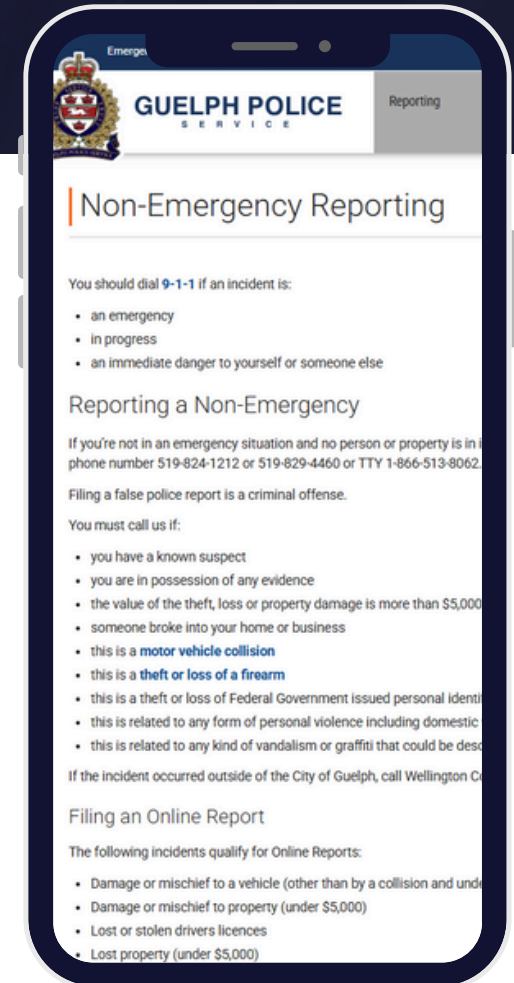 Emerge
GUELPH POLICE
SERVICE
Reporting
Non-Emergency Reporting
You should dial 9-1-1 if an incident is:
• an emergency
• in progress
• an immediate danger to yourself or someone else
Reporting a Non-Emergency
If you're not in an emergency situation and no person or property is in i
phone number 519-824-1212 or 519-829-4460 or TTY 1-866-513-8062.
Filing a false police report is a criminal offense.
You must call us if:
• you have a known suspect
• you are in possession of any evidence
• the value of the theft, loss or property damage is more than $5,000
• someone broke into your home or business
• this is a motor vehicle collision
• this is a theft or loss of a firearm
• this is a theft or loss of Federal Government issued personal identi
• this is related to any form of personal violence including domestic
• this is related to any kind of vandalism or graffiti that could be desc
If the incident occurred outside of the City of Guelph, call Wellington Co
Filing an Online Report
The following incidents qualify for Online Reports:
• Damage or mischief to a vehicle (other than by a collision and unde
• Damage or mischief to property (under $5,000)
• Lost or stolen drivers licences
• Lost property (under $5,000)